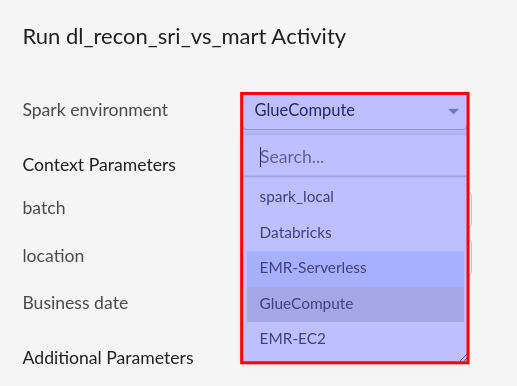 Run dl_recon_sri_vs_mart Activity
Spark environment
GlueCompute
Search...
Context Parameters
spark_local
batch
Databricks
location
EMR-Serverless
Business date
GlueCompute
EMR-EC2
Additional Parameters